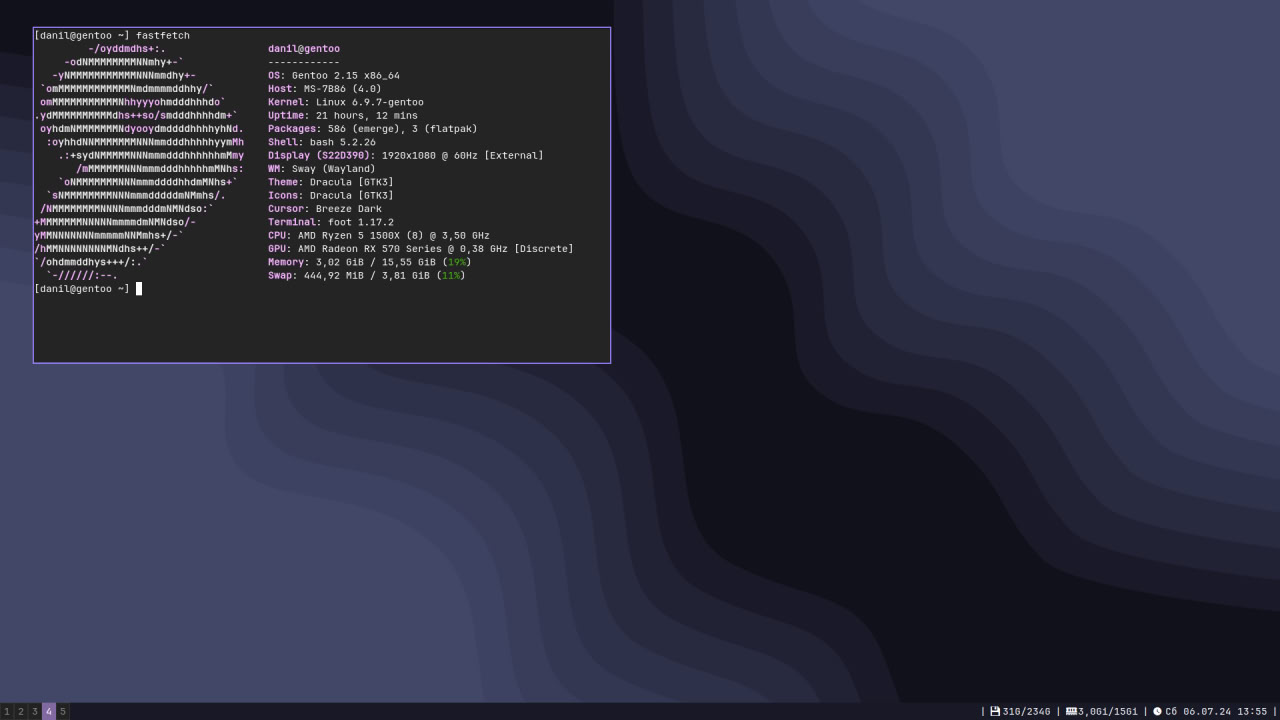 [danil@gentoo ~] fastfetch
-/oyddmdhs+:. danil@gentoo
-odNMMMMMMMMNNmhy+-` ------------
-yNMMMMMMMMMMMNNNmmdhy+- OS: Gentoo 2.15 x86_64
`omMMMMMMMMMMMMNmdmmmmddhhy/` Host: MS-7B86 (4.0)
omMMMMMMMMMMMNhhyyyohmdddhhhdo` Kernel: Linux 6.9.7-gentoo
.ydMMMMMMMMMMdhs++so/smdddhhhhdm+` Uptime: 21 hours, 12 mins
oyhdmNMMMMMMMNdyooydmddddhhhhyhNd. Packages: 586 (emerge), 3 (flatpak)
:oyhhdNNMMMMMMMNNNmmdddhhhhhyymMh Shell: bash 5.2.26
.:+sydNMMMMMNNNmmmdddhhhhhhmMmy Display (S22D390): 1920x1080 @ 60Hz [External]
/mMMMMMMNNNmmmdddhhhhhmMNhs: WM: Sway (Wayland)
`oNMMMMMMMNNNmmmddddhhdmMNhs+` Theme: Dracula [GTK3]
`sNMMMMMMMMNNNmmmdddddmNMmhs/. Icons: Dracula [GTK3]
/NMMMMMMMMNNNNmmmdddmNMNdso:` Cursor: Breeze Dark
+MMMMMMMNNNNNmmmmdmNMNdso/- Terminal: foot 1.17.2
yMMNNNNNNNmmmmmNNMmhs+/-` CPU: AMD Ryzen 5 1500X (8) @ 3,50 GHz
/hMMNNNNNNNNMNdhs++/-` GPU: AMD Radeon RX 570 Series @ 0,38 GHz [Discrete]
`/ohdmmddhys+++/:.` Memory: 3,02 GiB / 15,55 GiB (19%)
`-//////:--. Swap: 444,92 MiB / 3,81 GiB (11%)
[danil@gentoo ~]
1 2 3 4 5 | 31G/234G | 3,0Gi/15Gi | Сб 06.07.24 13:55 |